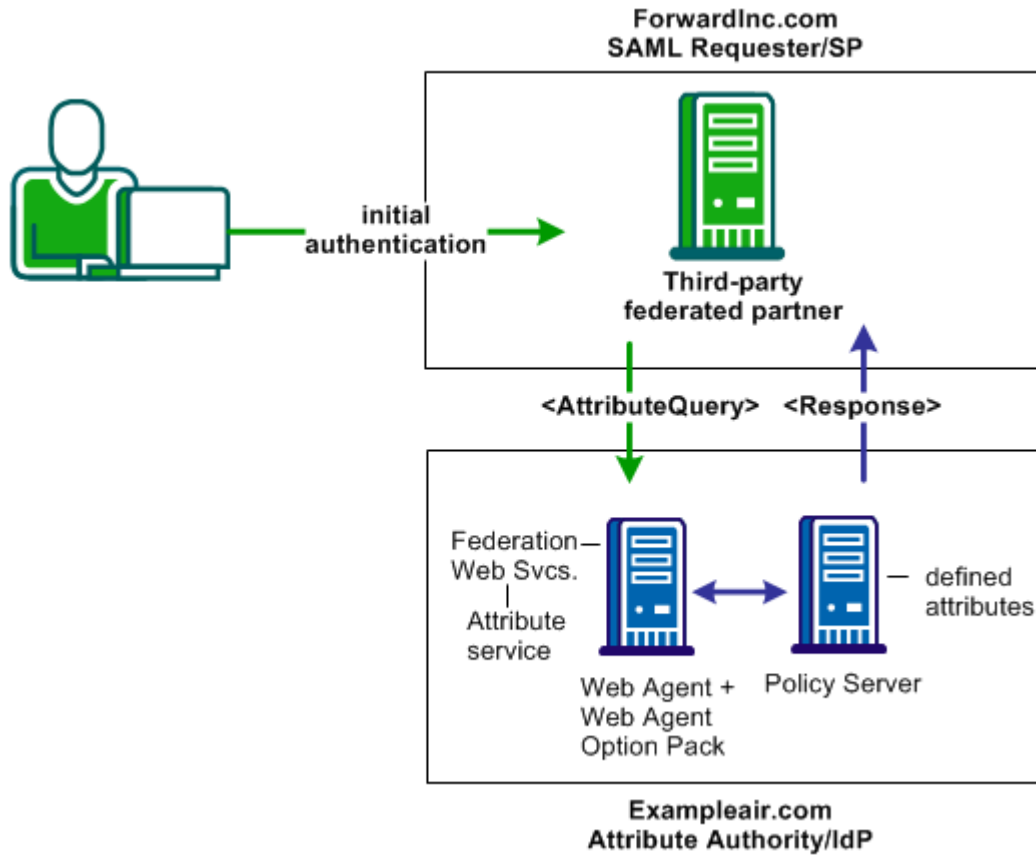 ForwardInc.com
SAML Requester/SP
initial
authentication
Third-party
federated partner
<AttributeQuery>
<Response>
Federation
Web Svcs.
Attribute
service
defined
attributes
Web Agent +
Web Agent
Option Pack
Policy Server
Exampleair.com
Attribute Authority/IdP